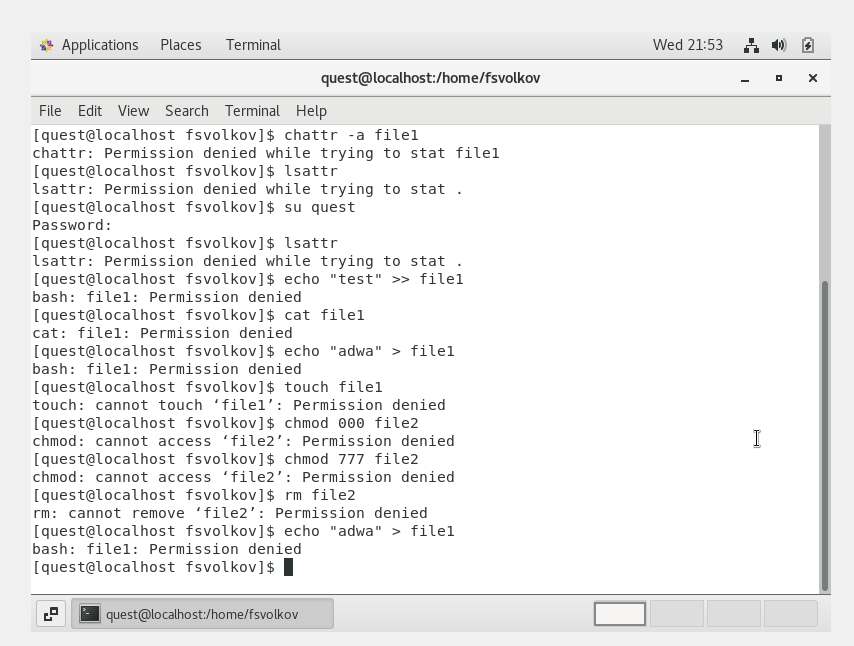 Applications Places Terminal Wed 21:53
quest@localhost:/home/fsvolkov
File Edit View Search Terminal Help
[quest@localhost fsvolkov]$ chattr -a file1
chattr: Permission denied while trying to stat file1
[quest@localhost fsvolkov]$ lsattr
lsattr: Permission denied while trying to stat .
[quest@localhost fsvolkov]$ su quest
Password:
[quest@localhost fsvolkov]$ lsattr
lsattr: Permission denied while trying to stat .
[quest@localhost fsvolkov]$ echo "test" >> file1
bash: file1: Permission denied
[quest@localhost fsvolkov]$ cat file1
cat: file1: Permission denied
[quest@localhost fsvolkov]$ echo "adwa" > file1
bash: file1: Permission denied
[quest@localhost fsvolkov]$ touch file1
touch: cannot touch ‘file1’: Permission denied
[quest@localhost fsvolkov]$ chmod 000 file2
chmod: cannot access ‘file2’: Permission denied
[quest@localhost fsvolkov]$ chmod 777 file2
chmod: cannot access ‘file2’: Permission denied
[quest@localhost fsvolkov]$ rm file2
rm: cannot remove ‘file2’: Permission denied
[quest@localhost fsvolkov]$ echo "adwa" > file1
bash: file1: Permission denied
[quest@localhost fsvolkov]$
quest@localhost:/home/fsvolkov